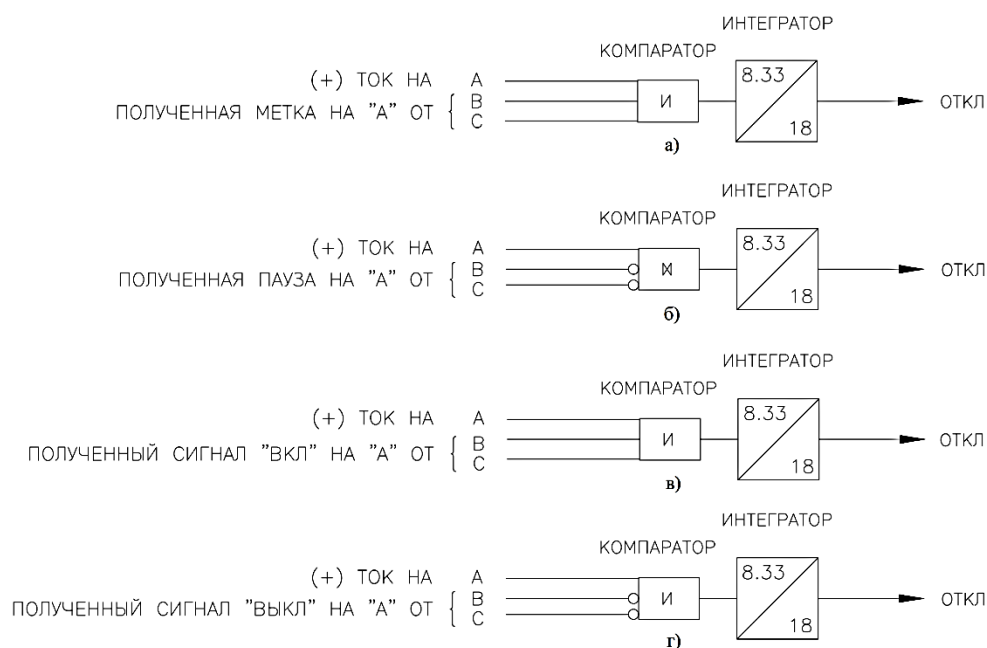 ИНТЕГРАТОР
КОМПАРАТОР
(+) ТОК НА А
ПОЛУЧЕННАЯ МЕТКА НА "А" ОТ { В
С
И
8.33
18
ОТКЛ
а)
ИНТЕГРАТОР
КОМПАРАТОР
(+) ТОК НА А
ПОЛУЧЕННАЯ ПАУЗА НА "А" ОТ { В
С
И
8.33
18
ОТКЛ
б)
ИНТЕГРАТОР
КОМПАРАТОР
(+) ТОК НА А
ПОЛУЧЕННЫЙ СИГНАЛ "ВКЛ" НА "А" ОТ { В
С
И
8.33
18
ОТКЛ
в)
ИНТЕГРАТОР
КОМПАРАТОР
(+) ТОК НА А
ПОЛУЧЕННЫЙ СИГНАЛ "ВЫКЛ" НА "А" ОТ { В
С
И
8.33
18
ОТКЛ
г)